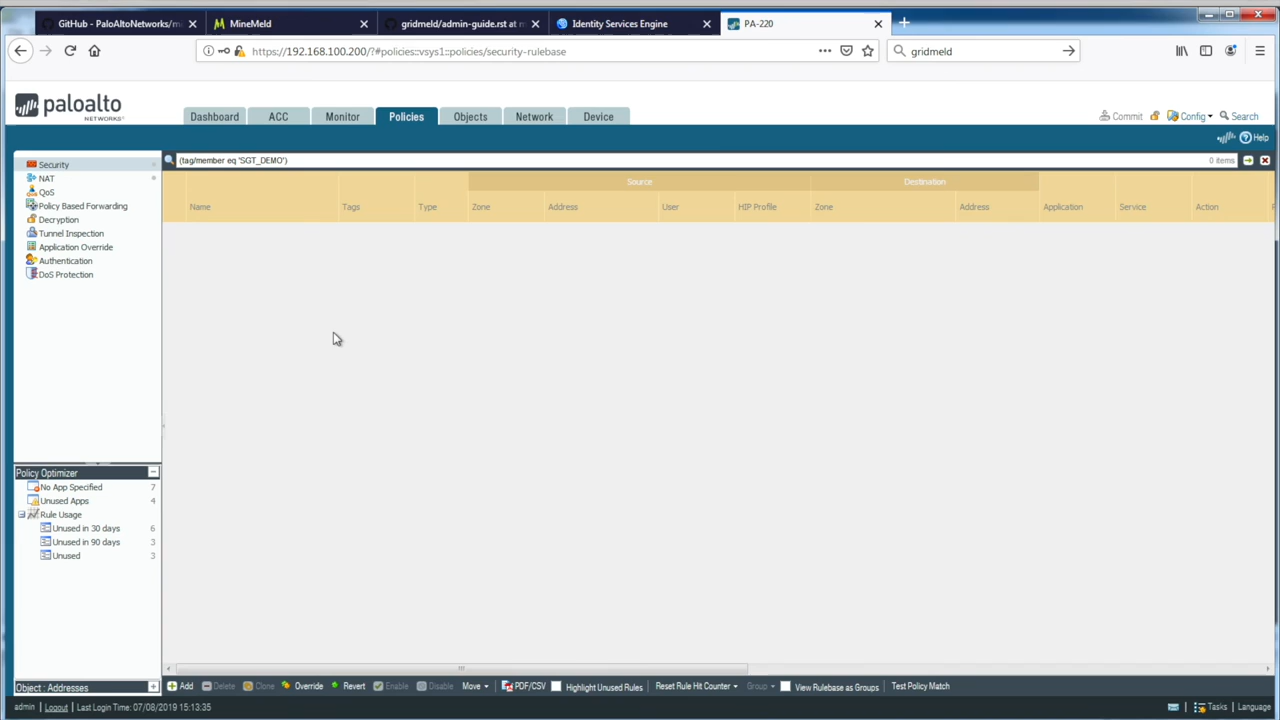 GitHub - PaloAltoNetworks/m
MineMeld
gridmeld/admin-guide.rst at m
Identity Services Engine
PA-220
https://192.168.100.200/?#policies::vsys1::policies/security-rulebase
gridmeld
paloalto
NETWORKS
Dashboard
ACC
Monitor
Policies
Objects
Network
Device
Commit
Config
Search
Help
Security
NAT
QoS
Policy Based Forwarding
Decryption
Tunnel Inspection
Application Override
Authentication
DoS Protection
(tag/member eq 'SGT_DEMO')
0 items
Source
Destination
Name
Tags
Type
Zone
Address
User
HIP Profile
Zone
Address
Application
Service
Action
Policy Optimizer
No App Specified 7
Unused Apps 4
Rule Usage
Unused in 30 days 6
Unused in 90 days 3
Unused 3
Object : Addresses
Add
Delete
Clone
Override
Revert
Enable
Disable
Move
PDF/CSV
Highlight Unused Rules
Reset Rule Hit Counter
Group
View Rulebase as Groups
Test Policy Match
admin
Logout
Last Login Time: 07/08/2019 15:13:35
Tasks
Language